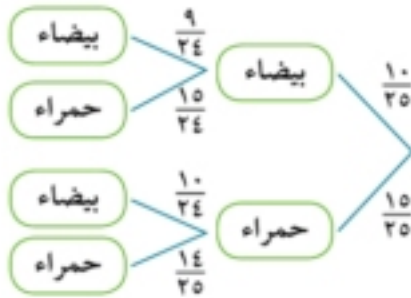 بيضاء ٩/٢٤
بيضاء ١٠/٢٥
حمراء ١٥/٢٤
بيضاء ١٠/٢٤
حمراء ١٥/٢٥
حمراء ١٤/٢٥